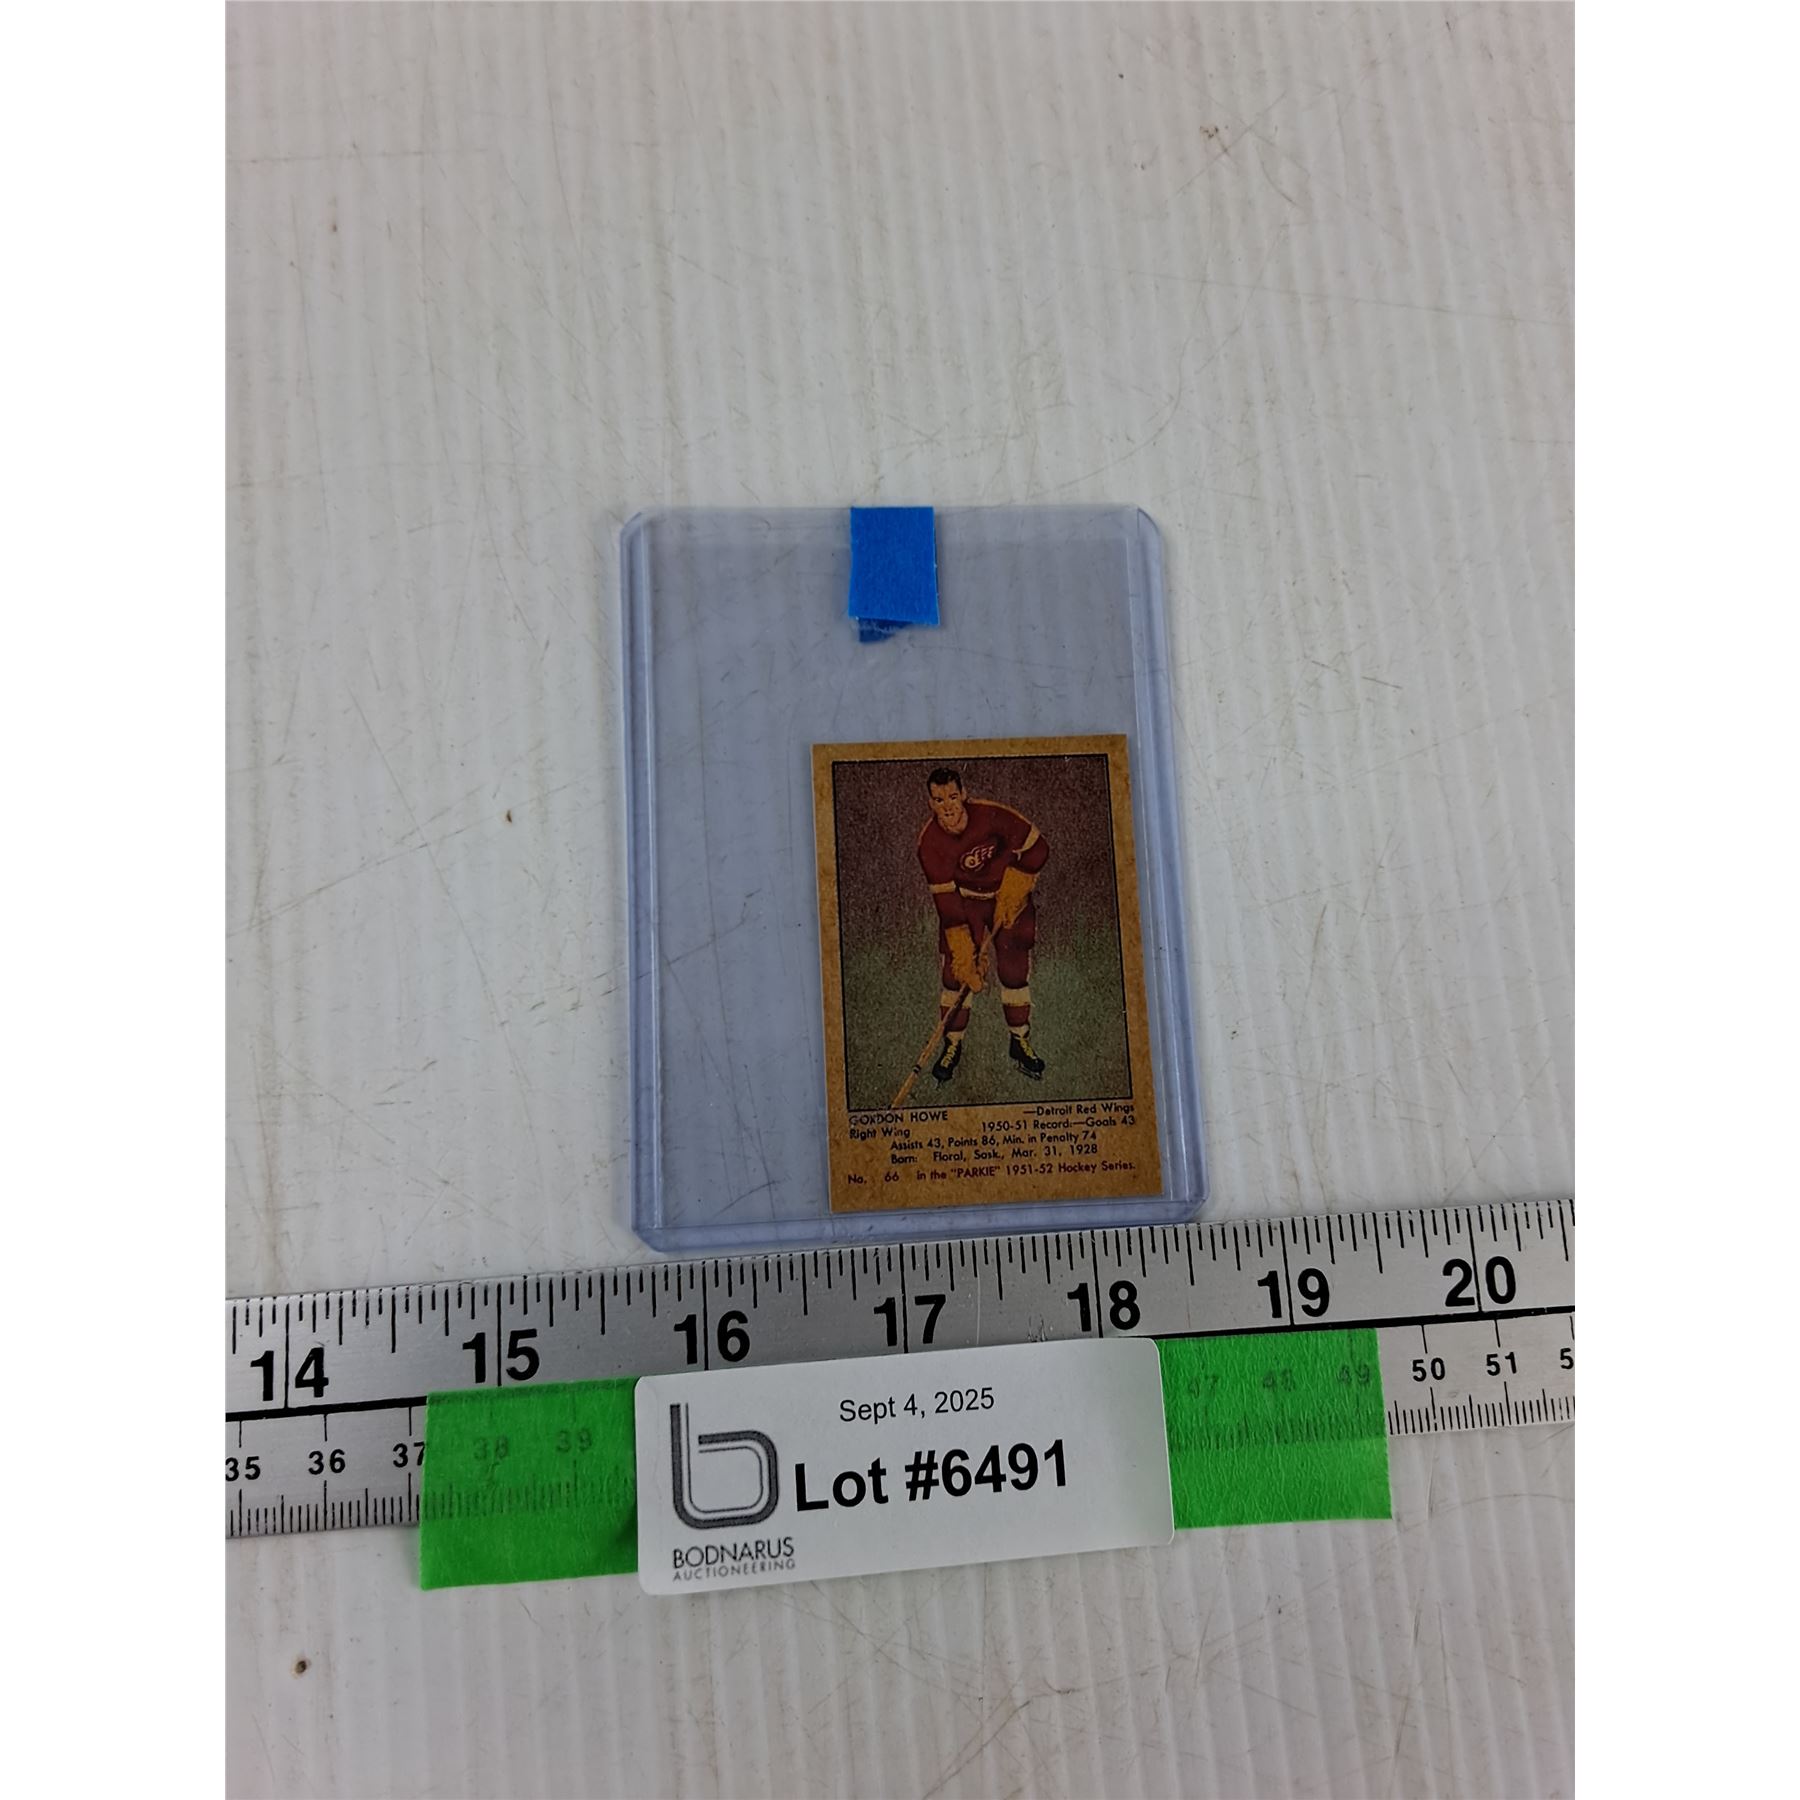 GORDON HOWE —Detroit Red Wings
Right Wing 1950-51 Record:—Goals 43
Assists 43, Points 86, Min. in Penalty 74
Born: Floral, Sask., Mar. 31, 1928
No. 66 in the "PARKIE" 1951-52 Hockey Series.
14 15 16 17 18 19 20
35 36 37 38 39 47 48 49 50 51
Sept 4, 2025
Lot #6491
BODNARUS
AUCTIONEERING